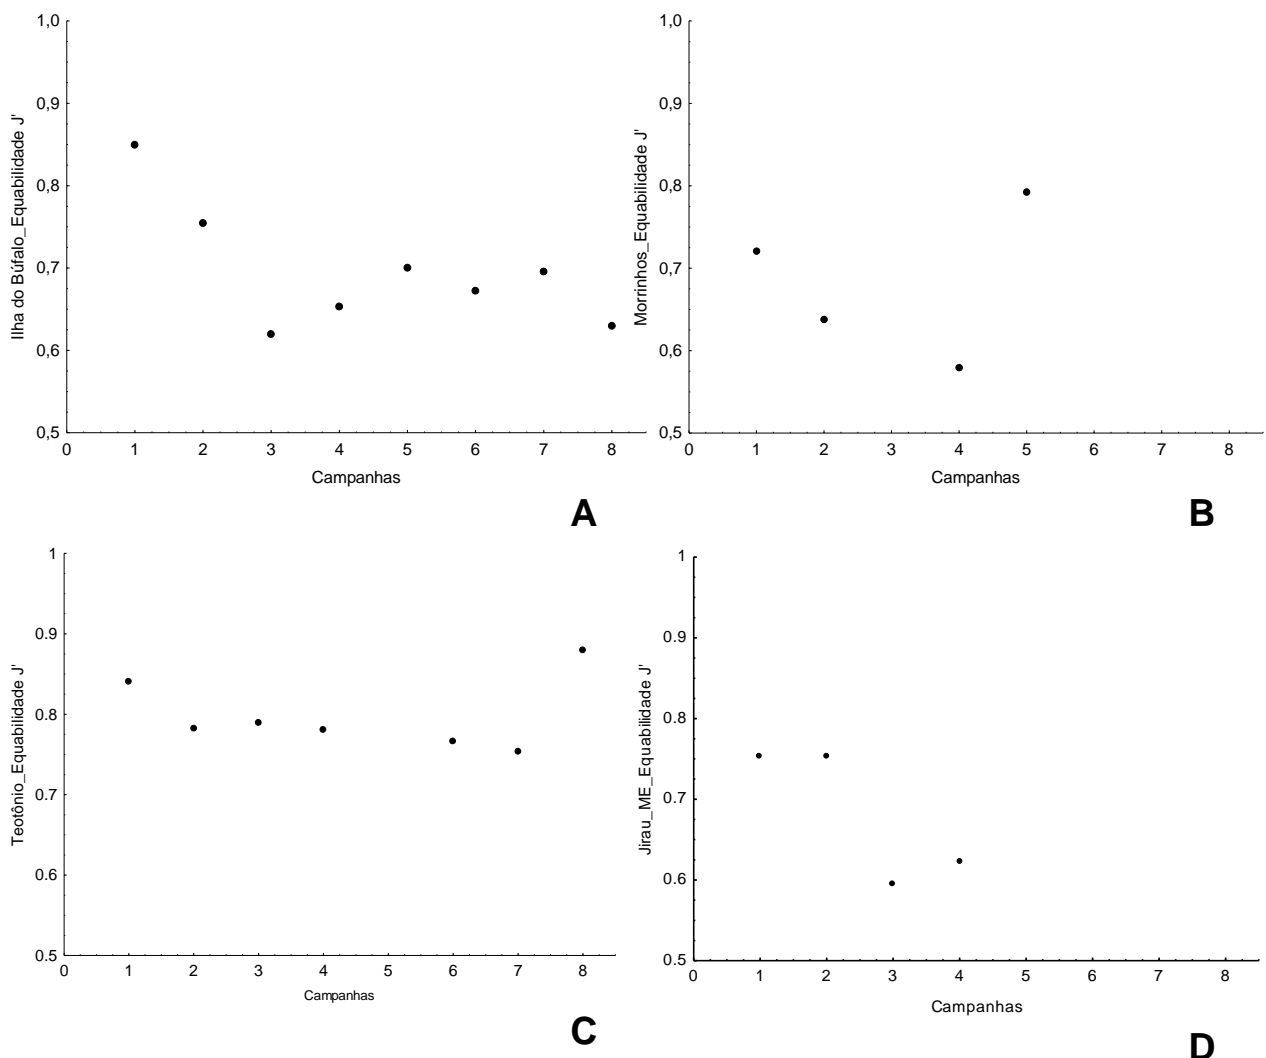 1,0
0,9
0,8
0,7
0,6
0,5
Ilha do Búfalo_Equabilidade J'
0 1 2 3 4 5 6 7 8
Campanhas
A
1,0
0,9
0,8
0,7
0,6
0,5
Morrinhos_Equabilidade J'
0 1 2 3 4 5 6 7 8
Campanhas
B
1
0.9
0.8
0.7
0.6
0.5
Teotônio_Equabilidade J'
0 1 2 3 4 5 6 7 8
Campanhas
C
1
0.9
0.8
0.7
0.6
0.5
Jirau_ME_Equabilidade J'
0 1 2 3 4 5 6 7 8
Campanhas
D